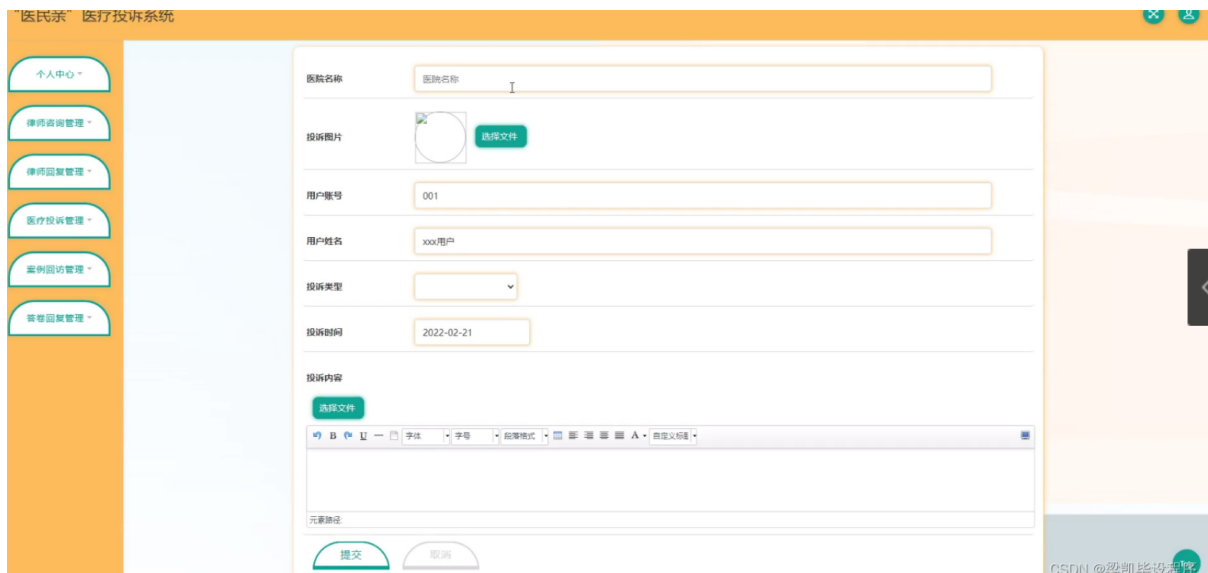 “医民亲”医疗投诉系统
个人中心
律师咨询管理
律师回复管理
医疗投诉管理
案例回访管理
答卷回复管理
医院名称 医院名称
投诉图片 选择文件
用户账号 001
用户姓名 xxx用户
投诉类型
投诉时间 2022-02-21
投诉内容
选择文件
B U 字体 字号 段落格式 A 自定义标题
元素路径:
提交 取消
CSDN @梁凯毕设程序